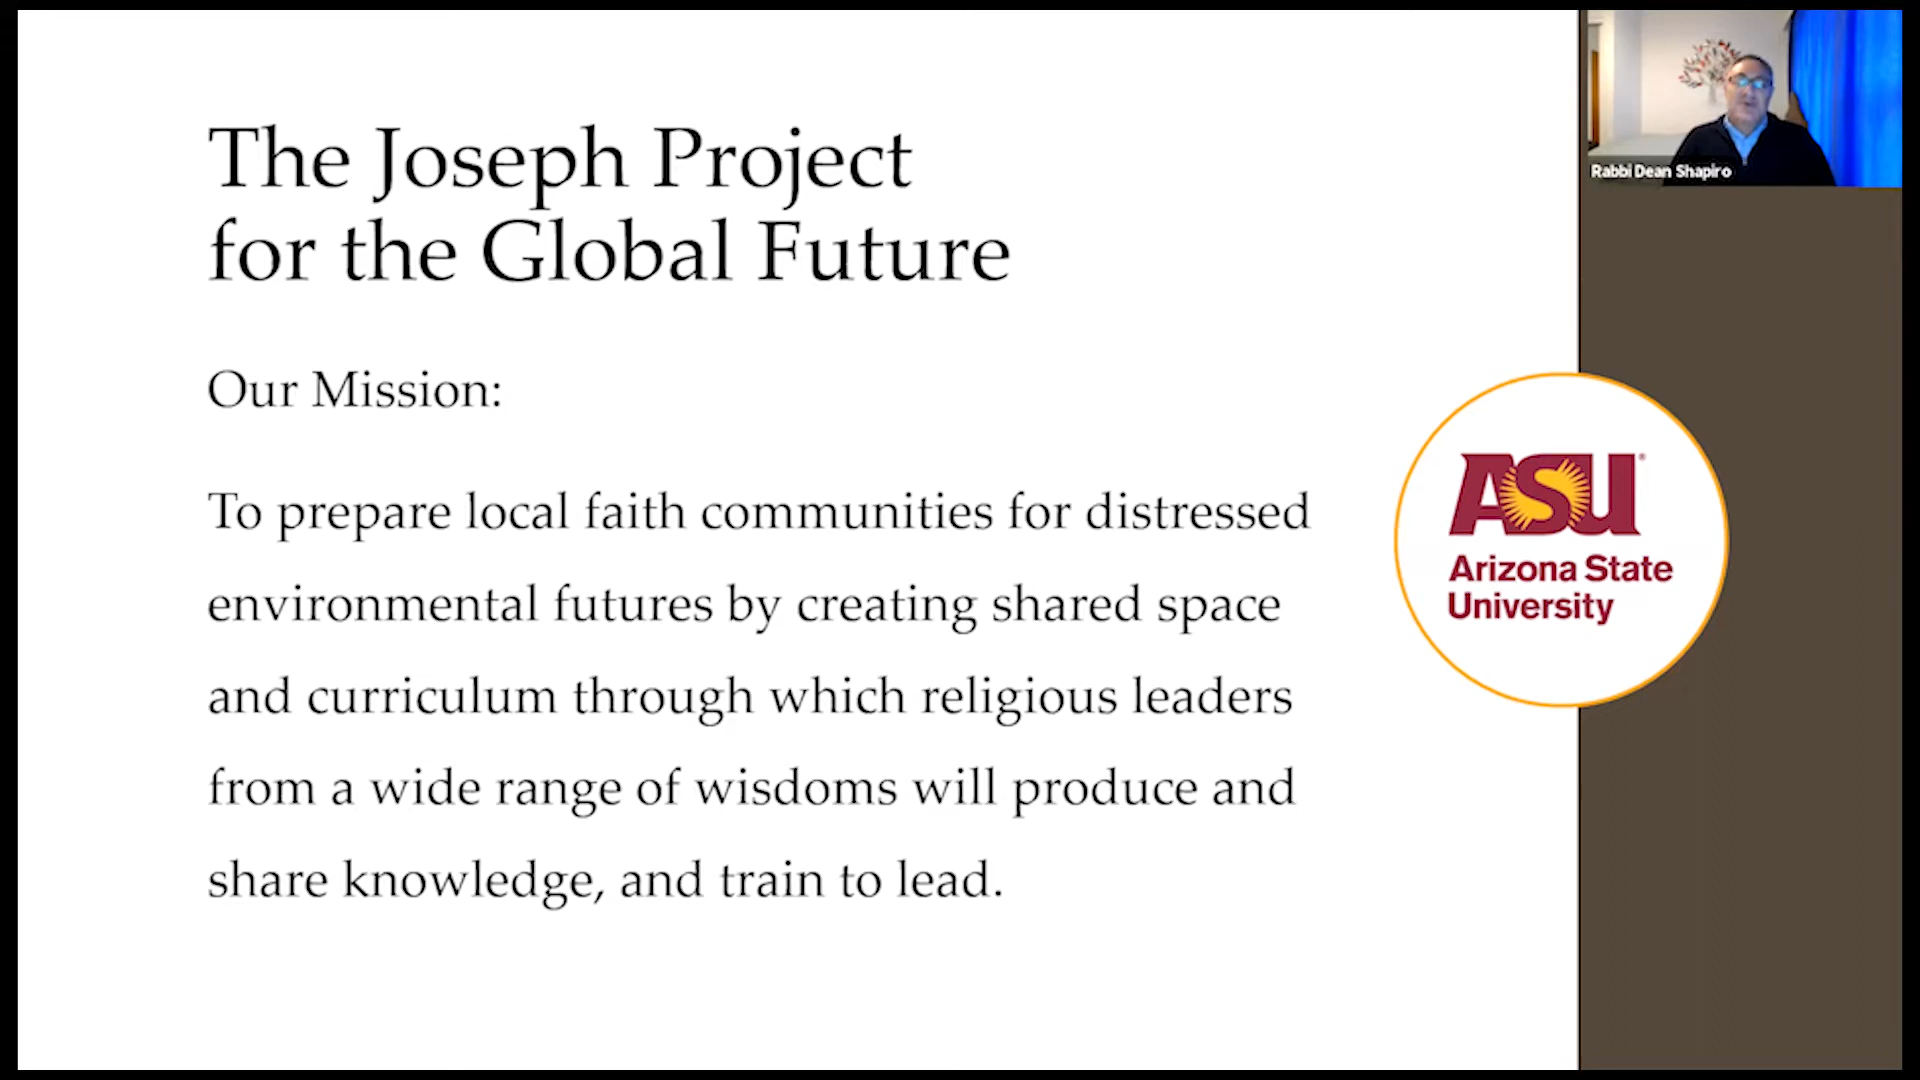 The Joseph Project
for the Global Future
Our Mission:
To prepare local faith communities for distressed
environmental futures by creating shared space
and curriculum through which religious leaders
from a wide range of wisdoms will produce and
share knowledge, and train to lead.
Rabbi Dean Shapiro
ASU®
Arizona State
University